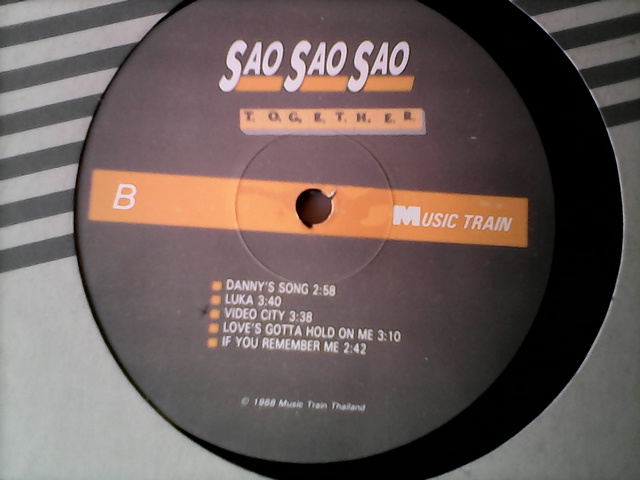 SAO SAO SAO
T.O.G.E.T.H.E.R.
B
MUSIC TRAIN
DANNY'S SONG 2:58
LUKA 3:40
VIDEO CITY 3:38
LOVE'S GOTTA HOLD ON ME 3:10
IF YOU REMEMBER ME 2:42
© 1988 Music Train Thailand